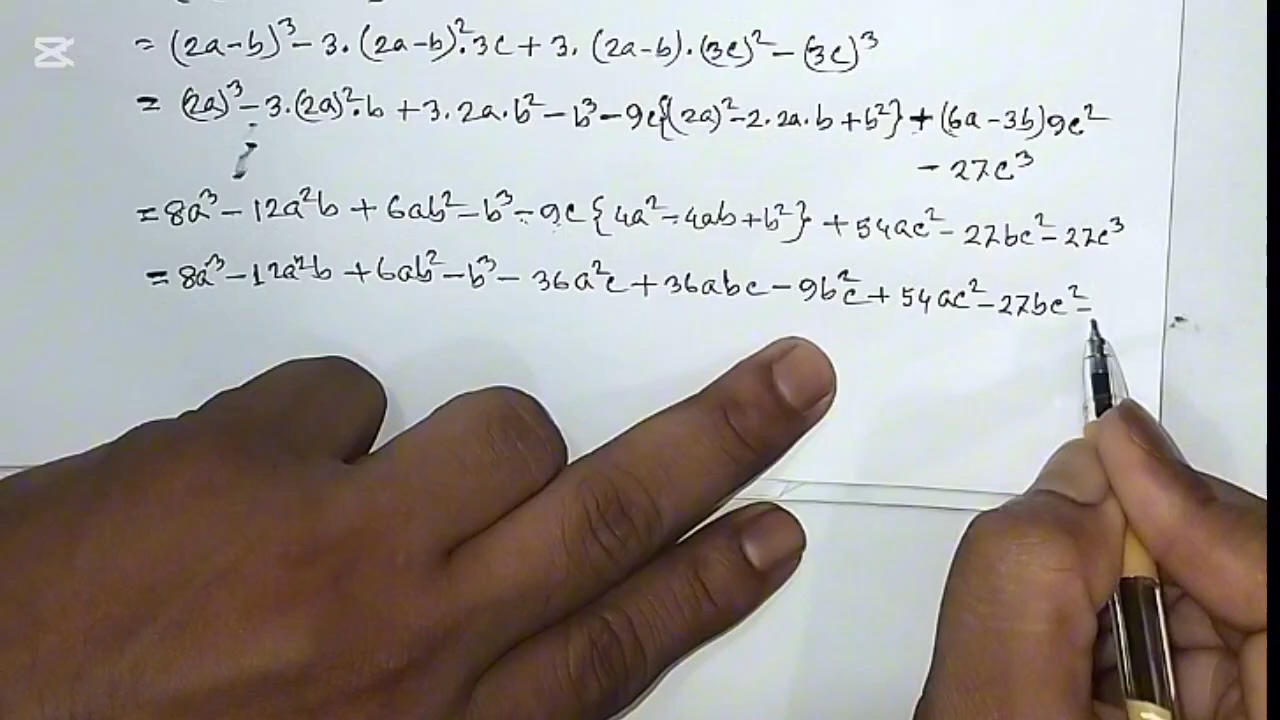 = (2a-b)³ - 3·(2a-b)²·3c + 3·(2a-b)·(3c)² - (3c)³
= (2a)³ - 3·(2a)²·b + 3·2a·b² - b³ - 9c{(2a)² - 2·2a·b + b²} + (6a-3b)9c²
- 27c³
= 8a³ - 12a²b + 6ab² - b³ - 9c{4a² - 4ab + b²} + 54ac² - 27bc² - 27c³
= 8a³ - 12a²b + 6ab² - b³ - 36a²c + 36abc - 9b²c + 54ac² - 27bc² -